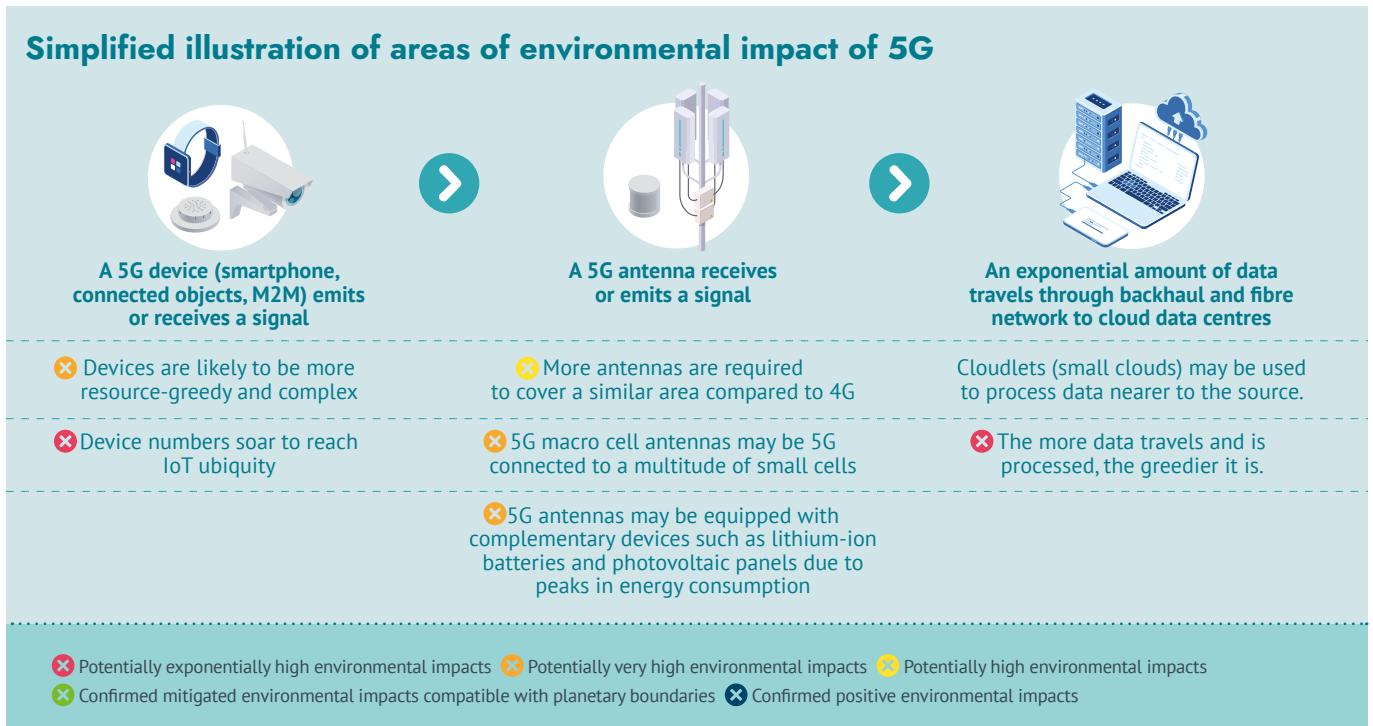 Simplified illustration of areas of environmental impact of 5G
A 5G device (smartphone,
connected objects, M2M) emits
or receives a signal
A 5G antenna receives
or emits a signal
An exponential amount of data
travels through backhaul and fibre
network to cloud data centres
Devices are likely to be more
resource-greedy and complex
More antennas are required
to cover a similar area compared to 4G
Cloudlets (small clouds) may be used
to process data nearer to the source.
Device numbers soar to reach
IoT ubiquity
5G macro cell antennas may be 5G
connected to a multitude of small cells
The more data travels and is
processed, the greedier it is.
5G antennas may be equipped with
complementary devices such as lithium-ion
batteries and photovoltaic panels due to
peaks in energy consumption
Potentially exponentially high environmental impacts Potentially very high environmental impacts Potentially high environmental impacts
Confirmed mitigated environmental impacts compatible with planetary boundaries Confirmed positive environmental impacts